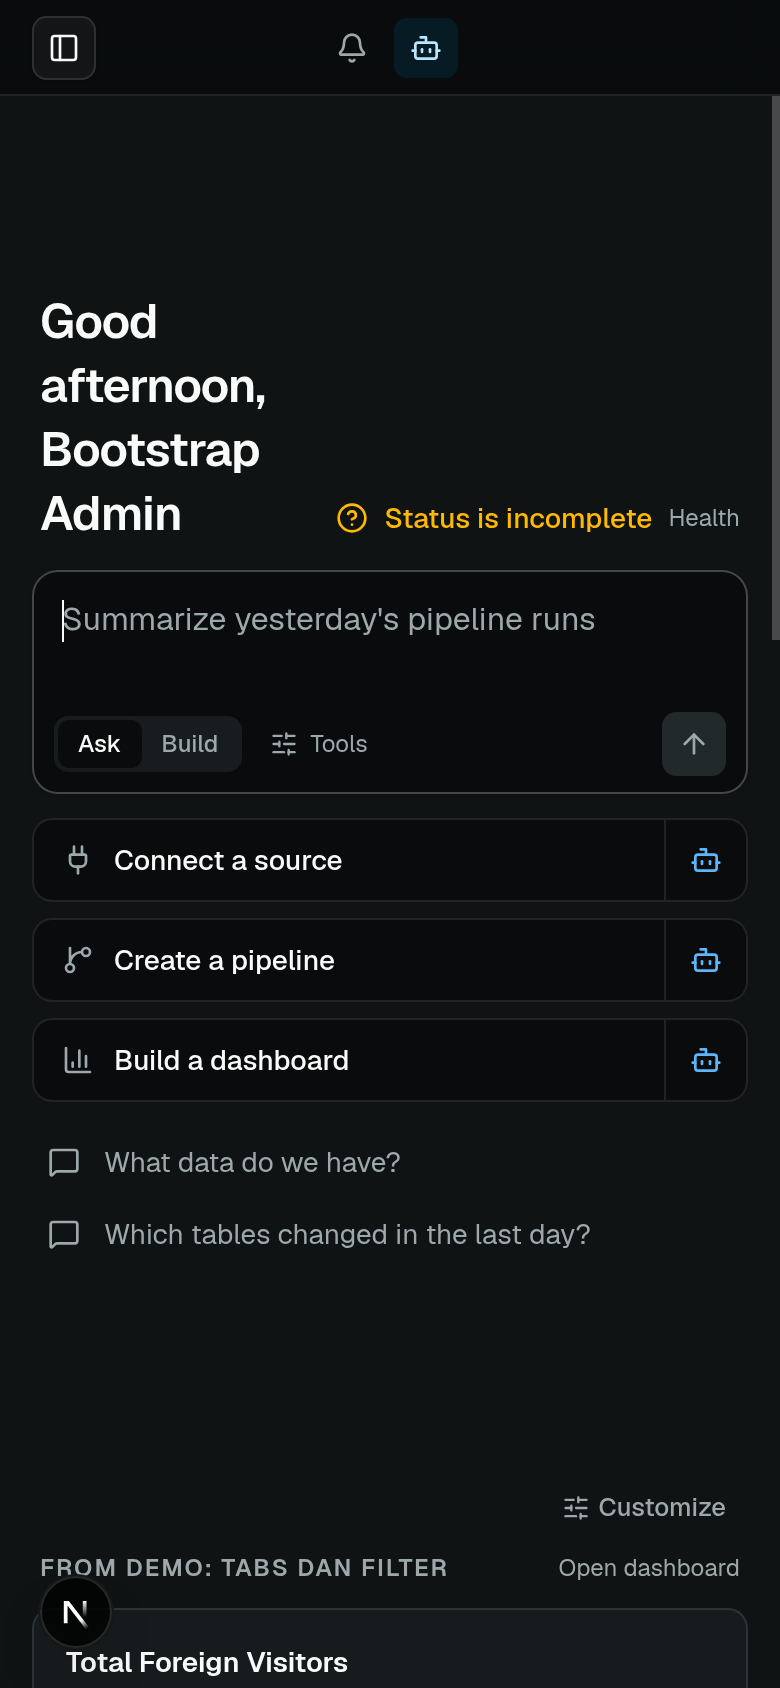 Good
afternoon,
Bootstrap
Admin
Status is incomplete Health
Summarize yesterday's pipeline runs
Ask Build Tools
Connect a source
Create a pipeline
Build a dashboard
What data do we have?
Which tables changed in the last day?
Customize
FROM DEMO: TABS DAN FILTER Open dashboard
N
Total Foreign Visitors